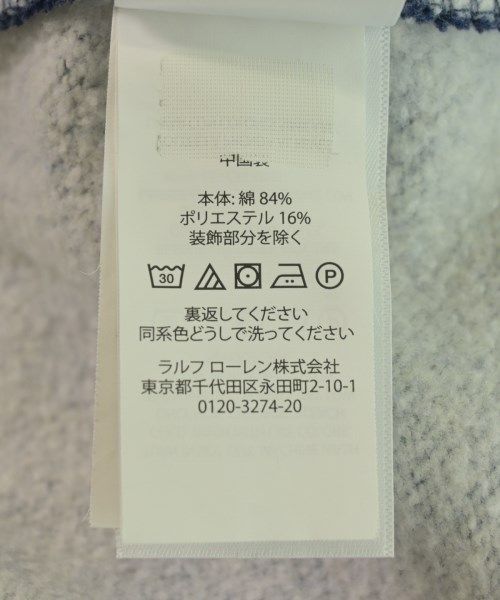 中国製
本体: 綿 84%
ポリエステル 16%
装飾部分を除く
30 P
裏返してください
同系色どうしで洗ってください
ラルフ ローレン株式会社
東京都千代田区永田町2-10-1
0120-3274-20